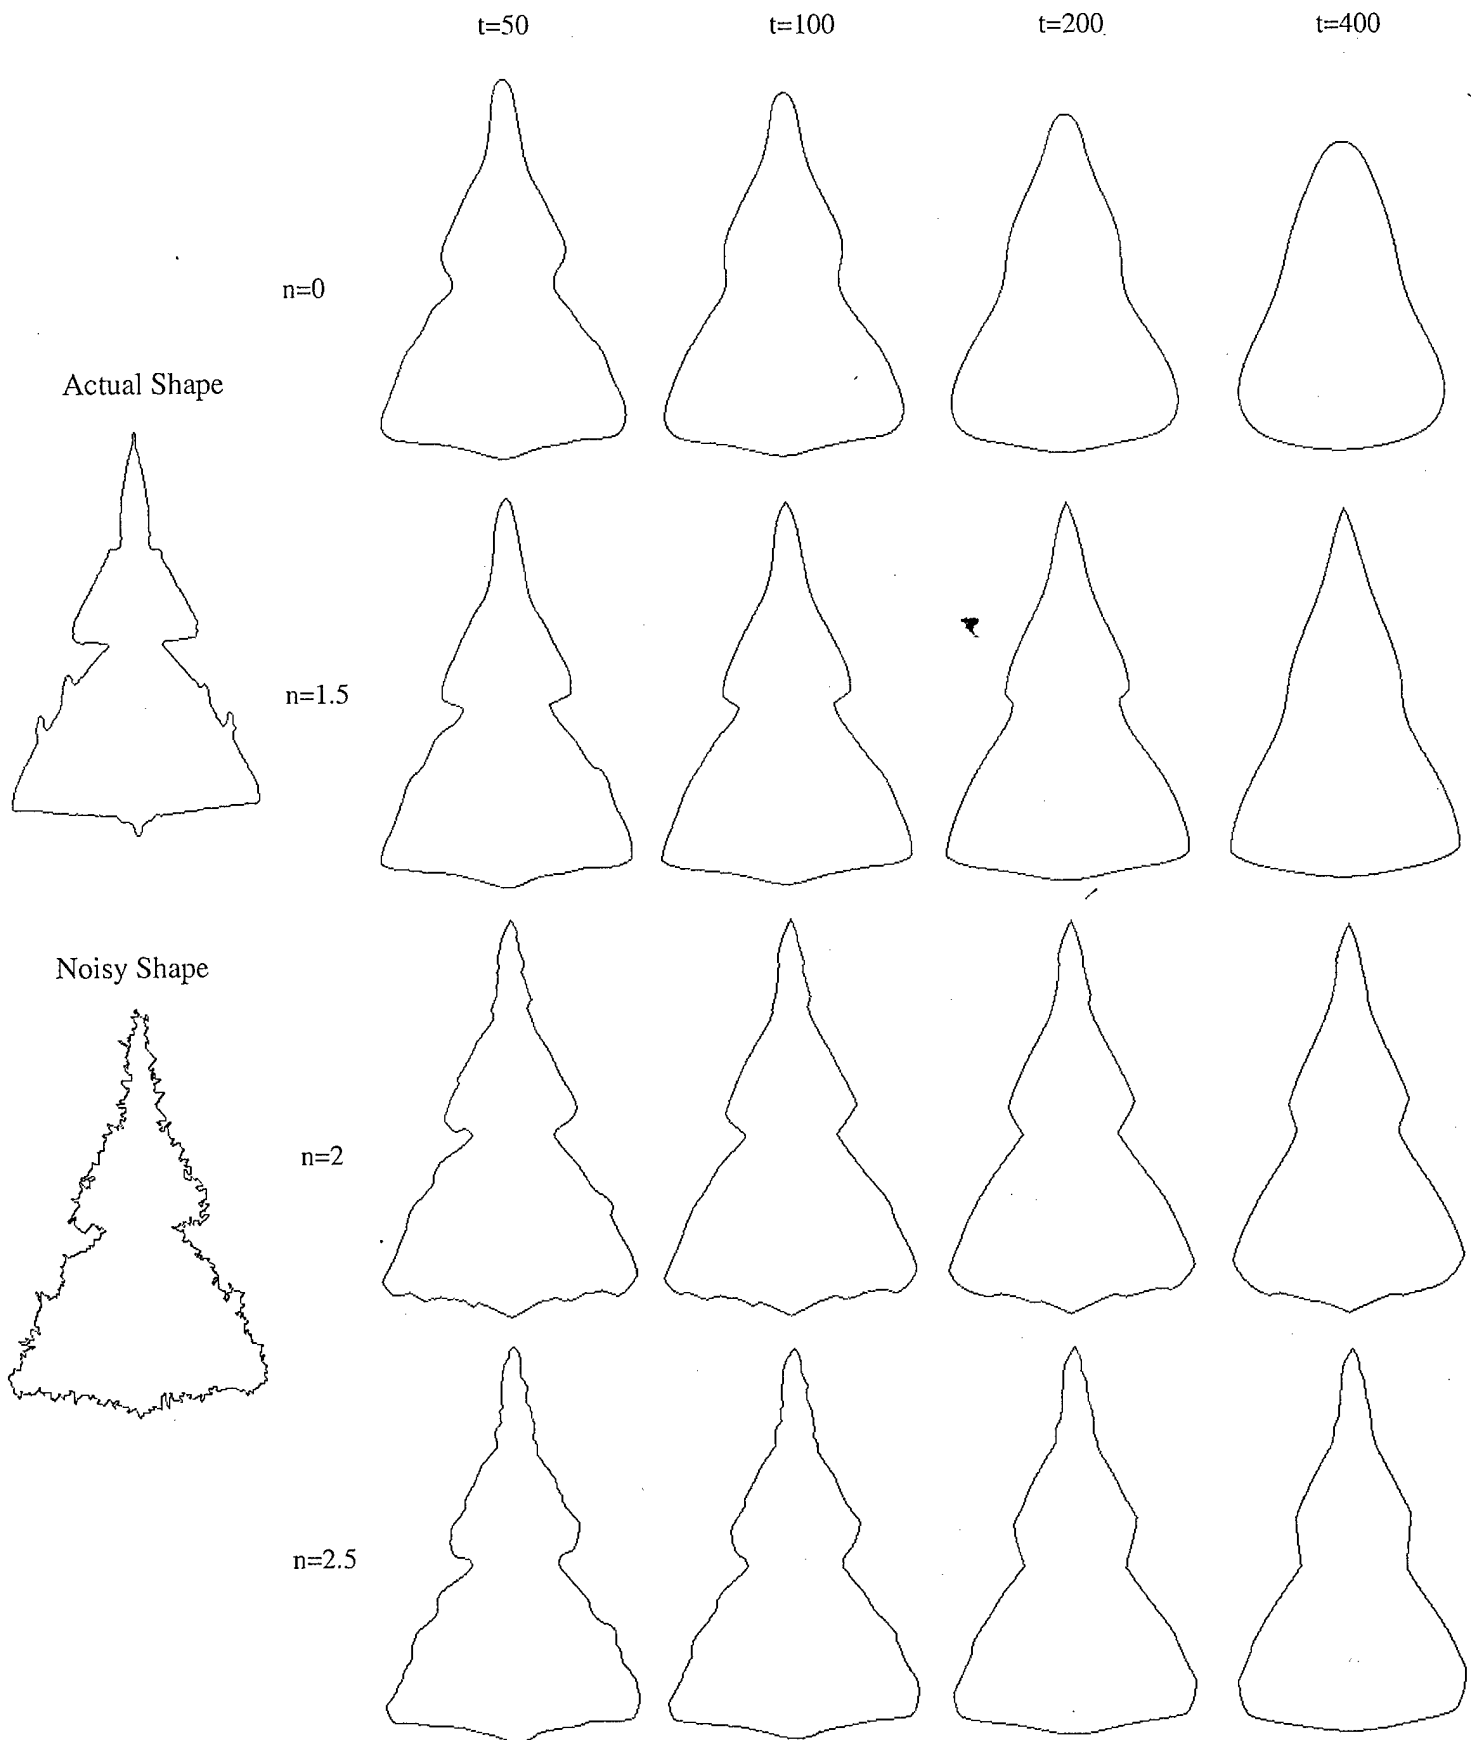 t=50
t=100
t=200
t=400
n=0
Actual Shape
n=1.5
Noisy Shape
n=2
n=2.5